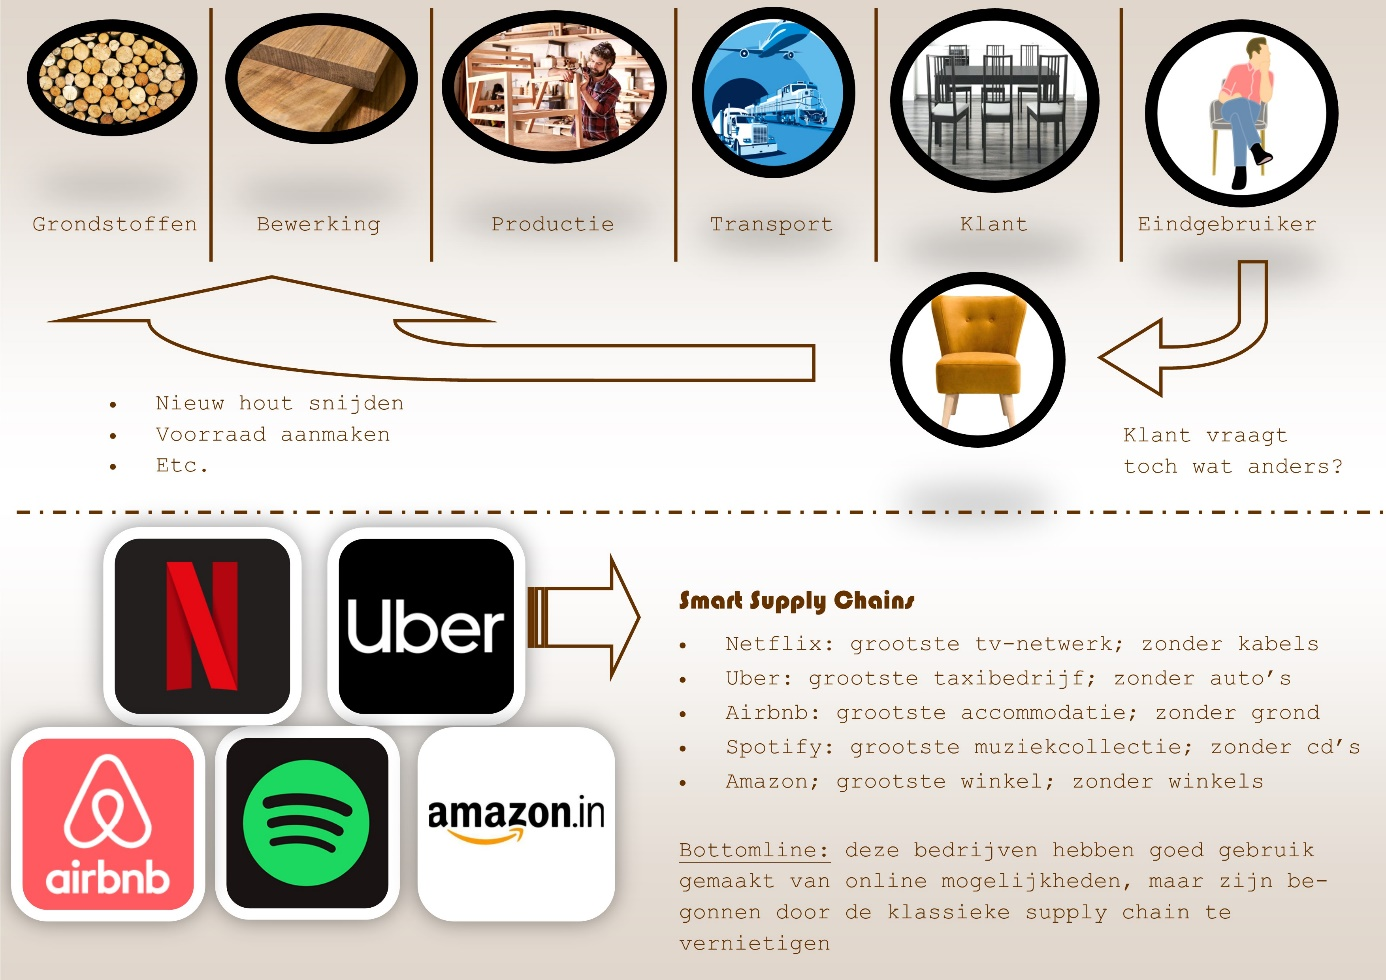 Grondstoffen
Bewerking
Productie
Transport
Klant
Eindgebruiker
• Nieuw hout snijden
• Voorraad aanmaken
• Etc.
Klant vraagt
toch wat anders?
Uber
airbnb
amazon.in
Smart Supply Chains
• Netflix: grootste tv-netwerk; zonder kabels
• Uber: grootste taxibedrijf; zonder auto’s
• Airbnb: grootste accommodatie; zonder grond
• Spotify: grootste muziekcollectie; zonder cd’s
• Amazon; grootste winkel; zonder winkels
Bottomline: deze bedrijven hebben goed gebruik
gemaakt van online mogelijkheden, maar zijn be-
gonnen door de klassieke supply chain te
vernietigen